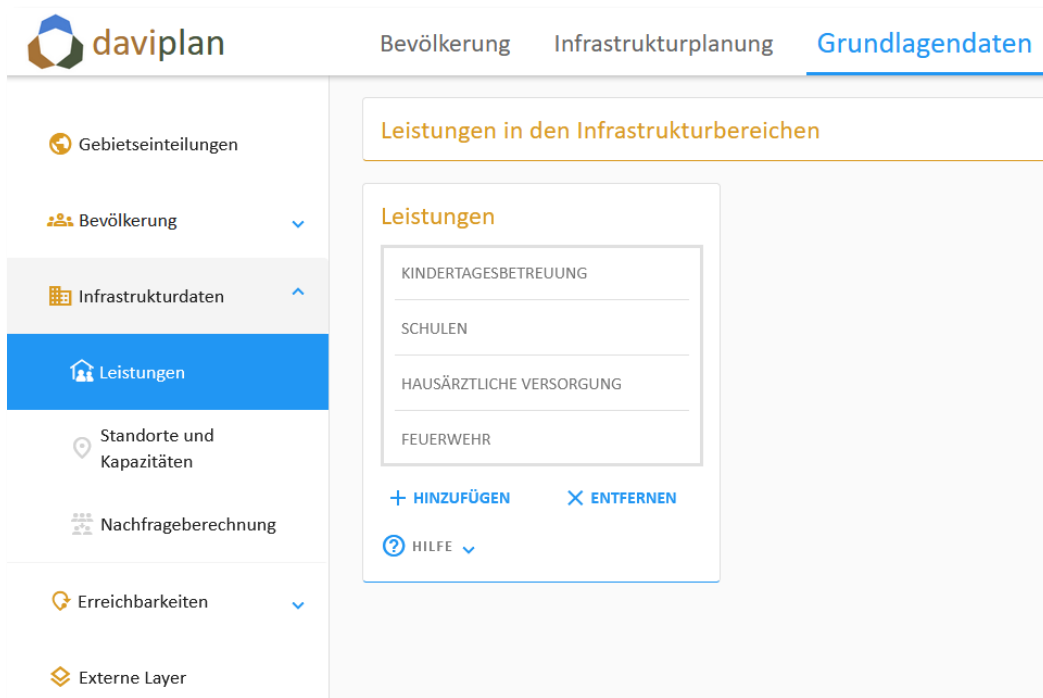 daviplan
Bevölkerung Infrastrukturplanung Grundlagendaten
Gebietseinteilungen
Bevölkerung
Infrastrukturdaten
Leistungen
Standorte und
Kapazitäten
Nachfrageberechnung
Erreichbarkeiten
Externe Layer
Leistungen in den Infrastrukturbereichen
Leistungen
KINDERTAGESBETREUUNG
SCHULEN
HAUSÄRZTLICHE VERSORGUNG
FEUERWEHR
HINZUFÜGEN ENTFERNEN
HILFE